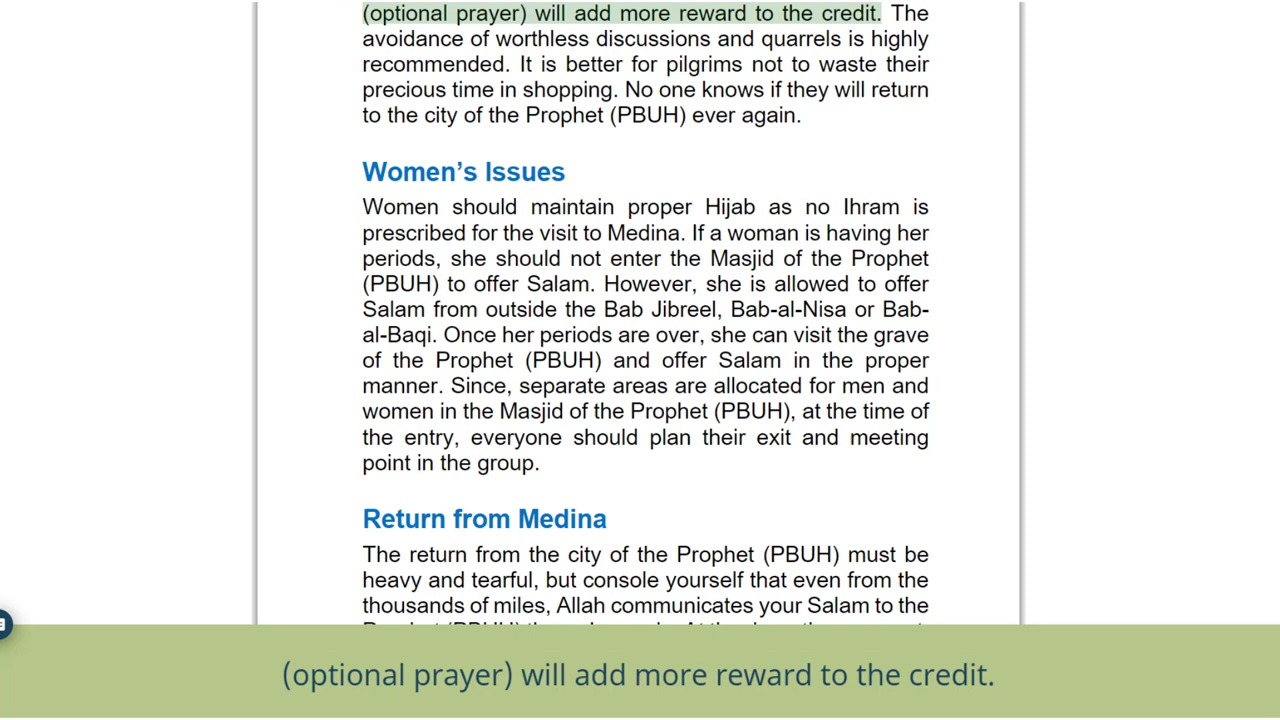 (optional prayer) will add more reward to the credit. The
avoidance of worthless discussions and quarrels is highly
recommended. It is better for pilgrims not to waste their
precious time in shopping. No one knows if they will return
to the city of the Prophet (PBUH) ever again.
Women’s Issues
Women should maintain proper Hijab as no Ihram is
prescribed for the visit to Medina. If a woman is having her
periods, she should not enter the Masjid of the Prophet
(PBUH) to offer Salam. However, she is allowed to offer
Salam from outside the Bab Jibreel, Bab-al-Nisa or Bab-
al-Baqi. Once her periods are over, she can visit the grave
of the Prophet (PBUH) and offer Salam in the proper
manner. Since, separate areas are allocated for men and
women in the Masjid of the Prophet (PBUH), at the time of
the entry, everyone should plan their exit and meeting
point in the group.
Return from Medina
The return from the city of the Prophet (PBUH) must be
heavy and tearful, but console yourself that even from the
thousands of miles, Allah communicates your Salam to the
(optional prayer) will add more reward to the credit.